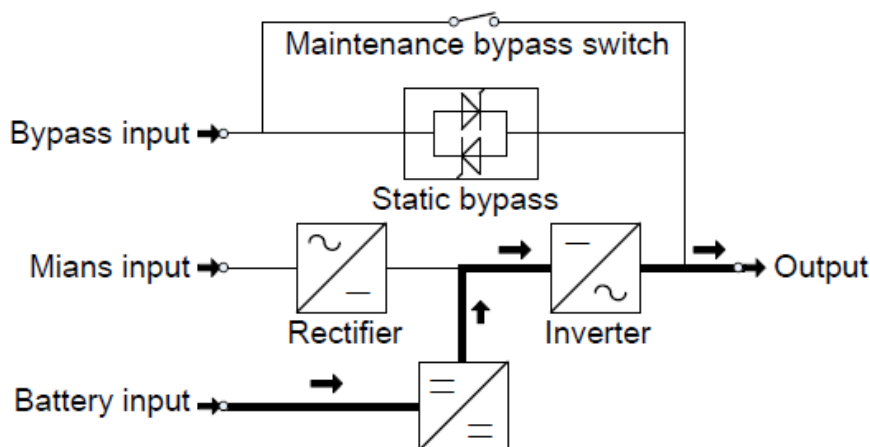 Maintenance bypass switch
Bypass input
Static bypass
Mians input
Output
Rectifier
Inverter
Battery input